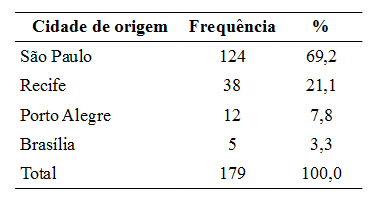 Cidade de origem Frequência %
São Paulo 124 69,2
Recife 38 21,1
Porto Alegre 12 7,8
Brasília 5 3,3
Total 179 100,0